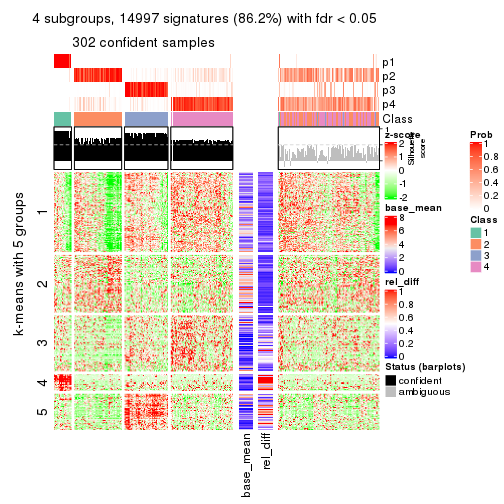 4 subgroups, 14997 signatures (86.2%) with fdr < 0.05
302 confident samples
p1
p2
p3
p4
Class
1
Silhouette
score
k-means with 5 groups
1
2
3
4
5
base_mean
rel_diff
z-score
2
1
0
-1
-2
base_mean
8
6
4
2
0
rel_diff
1
0.8
0.6
0.4
0.2
0
Status (barplots)
confident
ambiguous
Prob
1
0.8
0.6
0.4
0.2
0
Class
1
2
3
4